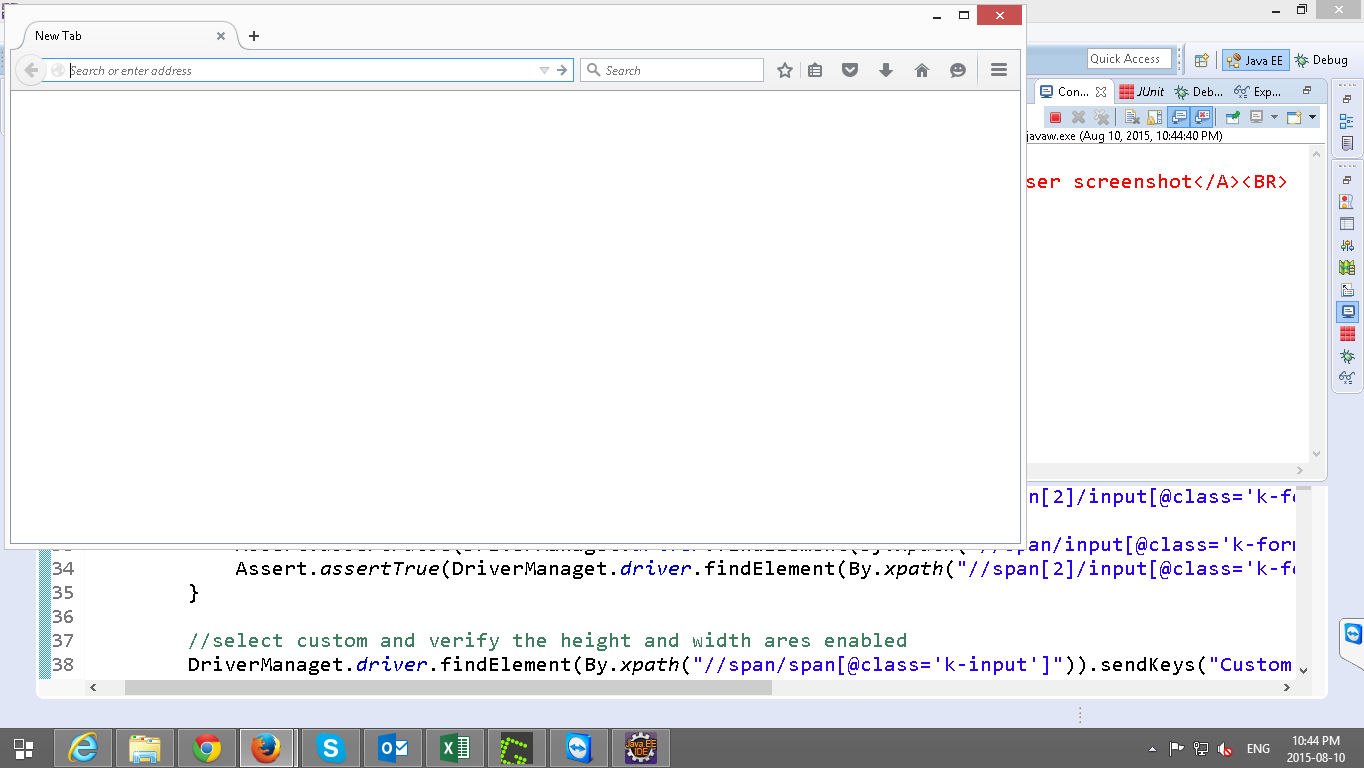 New Tab
Search or enter address
Search
Quick Access
Java EE
Debug
Con...
JUnit
Deb...
Exp...
javaw.exe (Aug 10, 2015, 10:44:40 PM)
ser screenshot</A><BR>
n[2]/input[@class='k-fo
//span/input[@class='k-forn
34 Assert.assertTrue(DriverManaget.driver.findElement(By.xpath("//span[2]/input[@class='k-fo
35 }
36
37 //select custom and verify the height and width ares enabled
38 DriverManaget.driver.findElement(By.xpath("//span/span[@class='k-input']")).sendKeys("Custom
Java EE
IDE
ENG
10:44 PM
2015-08-10